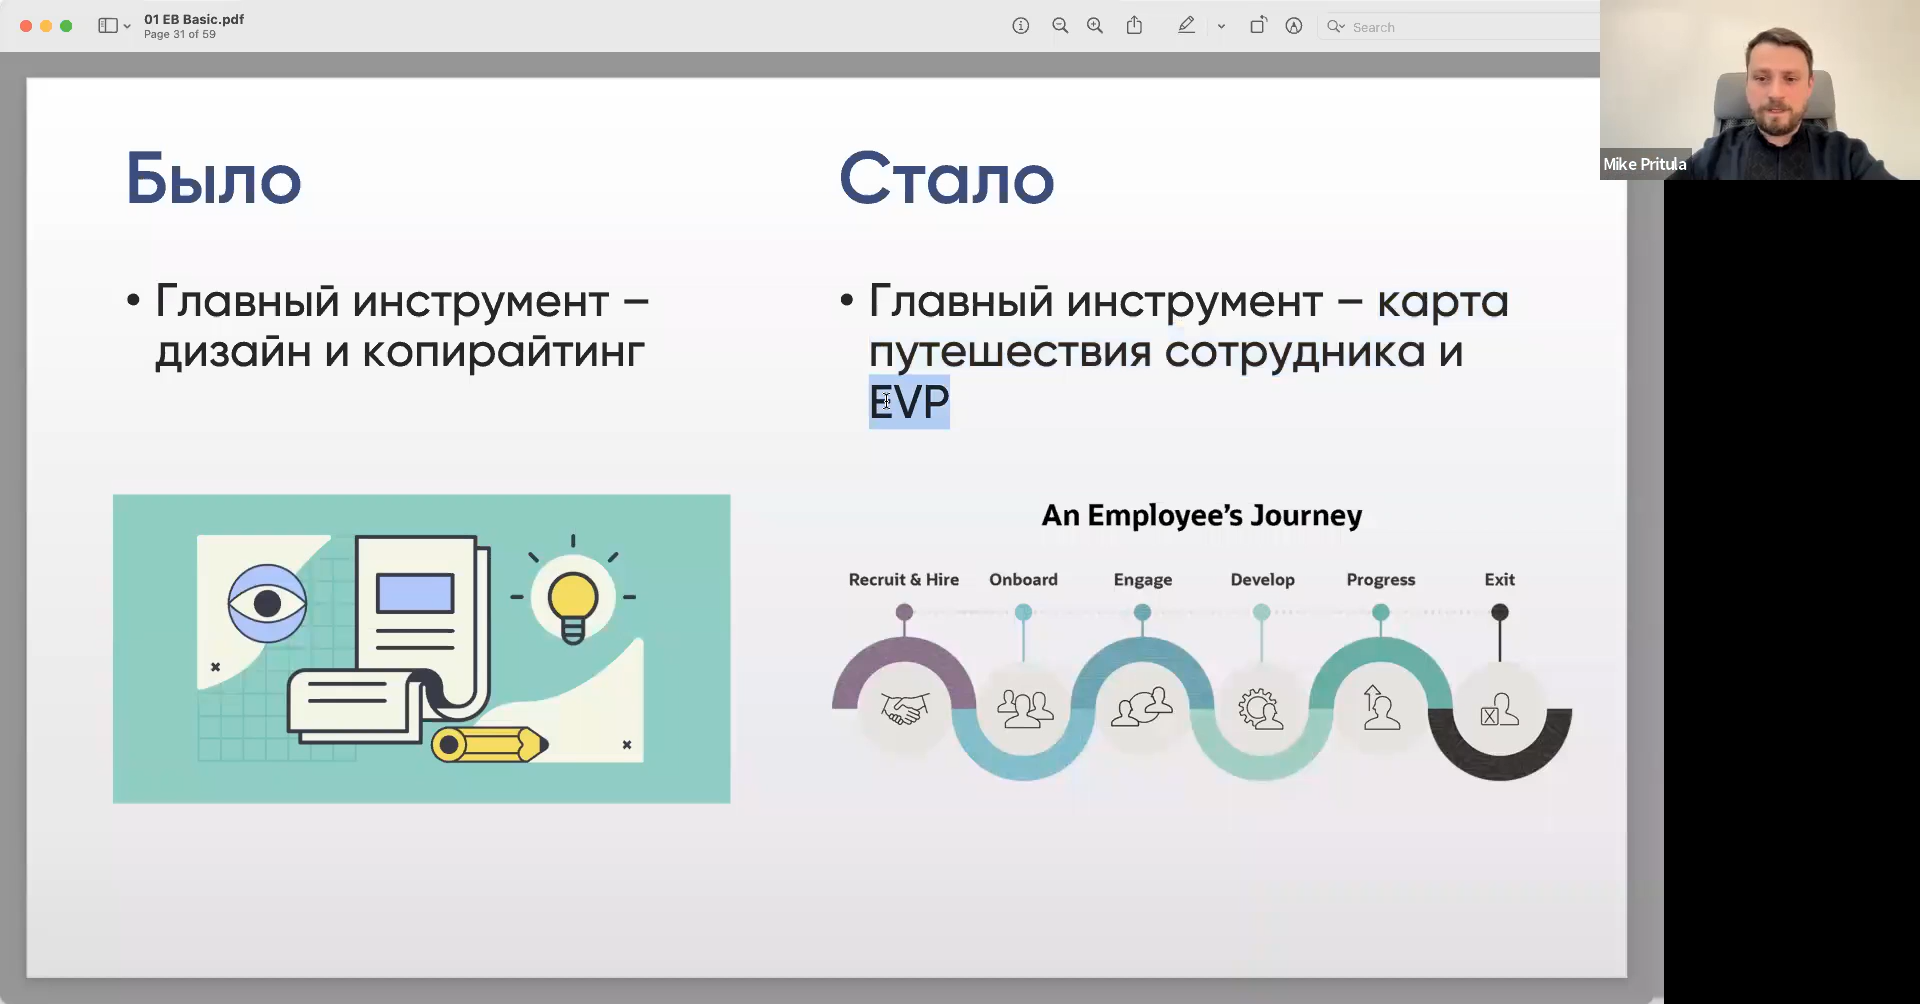 01 EB Basic.pdf
Page 31 of 59
Search
Mike Pritula
Было
• Главный инструмент –
дизайн и копирайтинг
Стало
• Главный инструмент – карта
путешествия сотрудника и
EVP
An Employee's Journey
Recruit & Hire Onboard Engage Develop Progress Exit